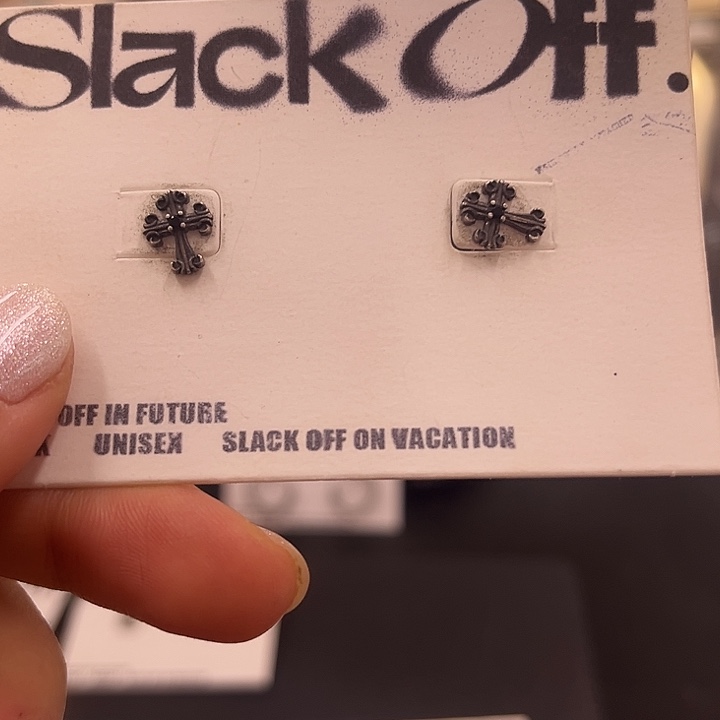 Slack Off.
OFF IN FUTURE
UNISEX SLACK OFF ON VACATION